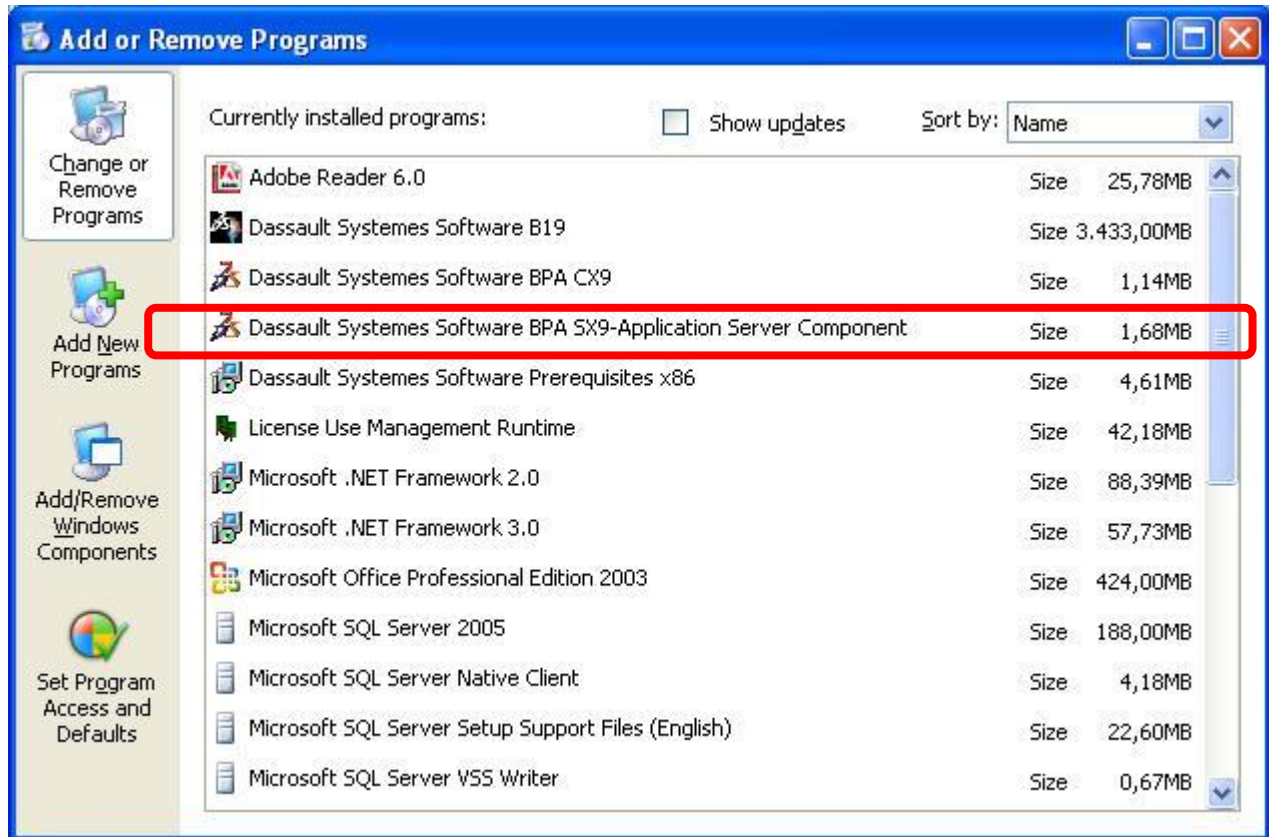 Add or Remove Programs
Change or
Remove
Programs
Add New
Programs
Add/Remove
Windows
Components
Set Program
Access and
Defaults
Currently installed programs:
Show updates
Sort by: Name
Adobe Reader 6.0 Size 25,78MB
Dassault Systemes Software B19 Size 3.433,00MB
Dassault Systemes Software BPA CX9 Size 1,14MB
Dassault Systemes Software BPA SX9-Application Server Component Size 1,68MB
Dassault Systemes Software Prerequisites x86 Size 4,61MB
License Use Management Runtime Size 42,18MB
Microsoft .NET Framework 2.0 Size 88,39MB
Microsoft .NET Framework 3.0 Size 57,73MB
Microsoft Office Professional Edition 2003 Size 424,00MB
Microsoft SQL Server 2005 Size 188,00MB
Microsoft SQL Server Native Client Size 4,18MB
Microsoft SQL Server Setup Support Files (English) Size 22,60MB
Microsoft SQL Server VSS Writer Size 0,67MB